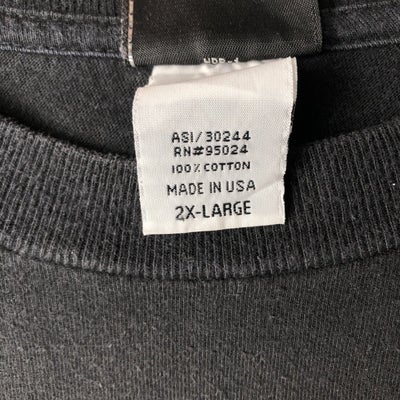 ASI/30244
RN#95024
100% COTTON
MADE IN USA
2X-LARGE